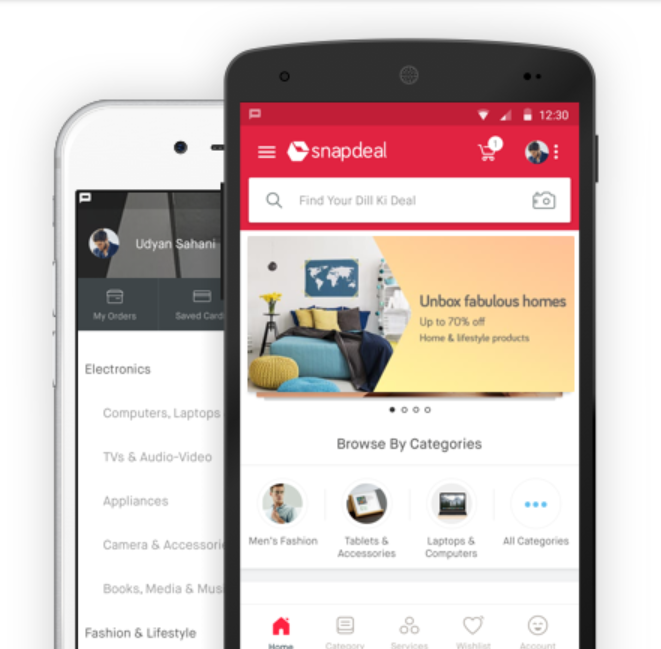 Udyan Sahani
My Orders
Saved Card
Electronics
Computers, Laptops
TVs & Audio-Video
Appliances
Camera & Accessorie
Books, Media & Mus
Fashion & Lifestyle
12:30
snapdeal
1
Find Your Dill Ki Deal
Unbox fabulous homes
Up to 70% off
Home & lifestyle products
Browse By Categories
Men's Fashion
Tablets &
Accessories
Laptops &
Computers
All Categories
Home
Category
Services
Wishlist
Account